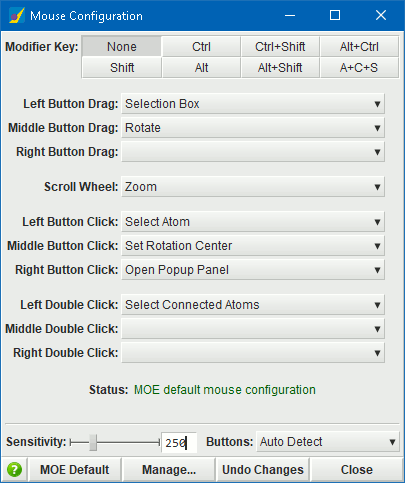 Mouse Configuration
Modifier Key: None Ctrl Ctrl+Shift Alt+Ctrl
Shift Alt Alt+Shift A+C+S
Left Button Drag: Selection Box
Middle Button Drag: Rotate
Right Button Drag:
Scroll Wheel: Zoom
Left Button Click: Select Atom
Middle Button Click: Set Rotation Center
Right Button Click: Open Popup Panel
Left Double Click: Select Connected Atoms
Middle Double Click:
Right Double Click:
Status: MOE default mouse configuration
Sensitivity: 250 Buttons: Auto Detect
? MOE Default Manage... Undo Changes Close